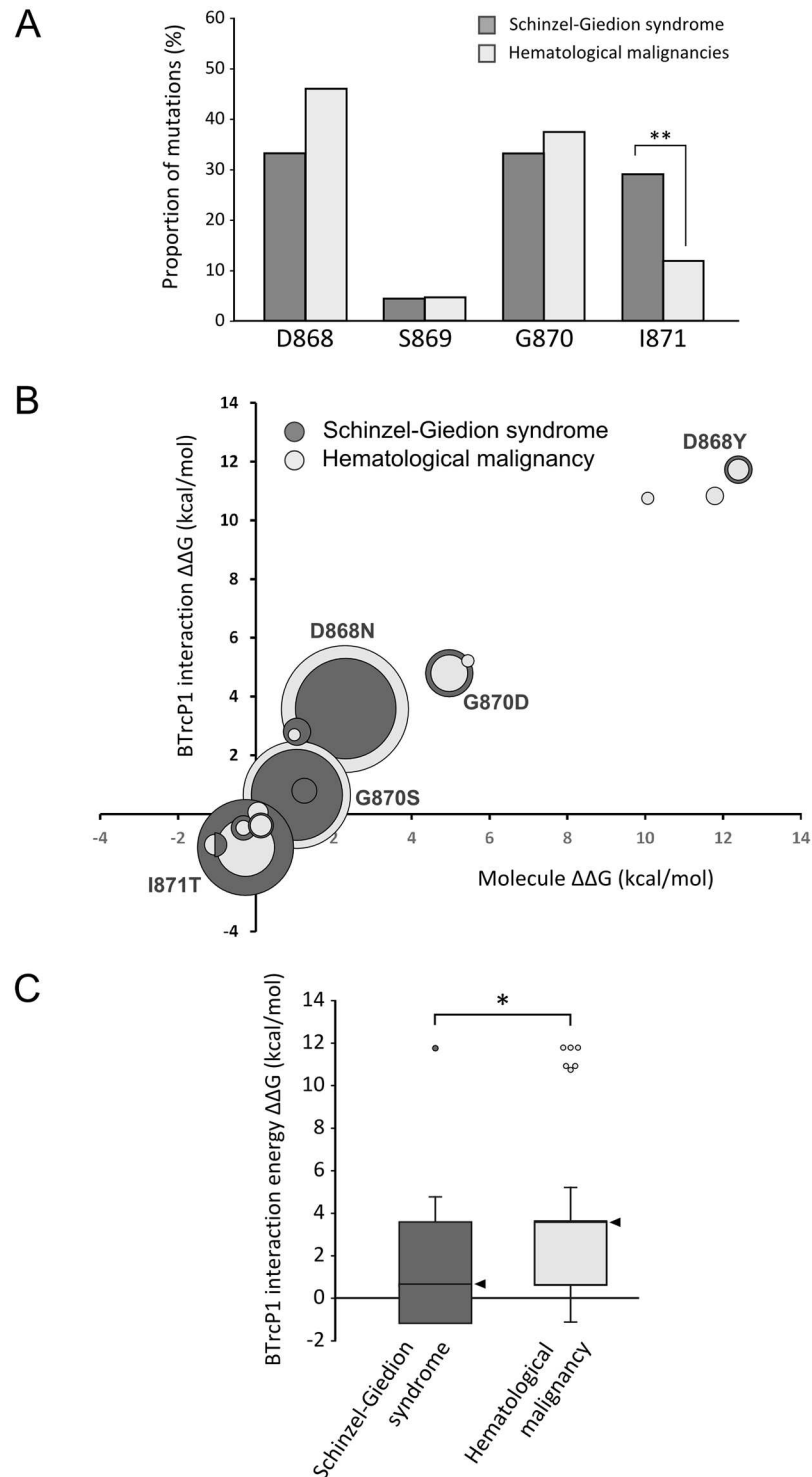 A
Proportion of mutations (%)
60
50
40
30
20
10
0
Schinzel-Giedion syndrome
Hematological malignancies
**
D868 S869 G870 I871
B
BTrcP1 interaction ΔΔG (kcal/mol)
14
12
10
8
6
4
2
-4
Schinzel-Giedion syndrome
Hematological malignancy
D868Y
D868N
G870D
G870S
I871T
-4 -2 2 4 6 8 10 12 14
Molecule ΔΔG (kcal/mol)
C
BTrcP1 interaction energy ΔΔG (kcal/mol)
14
12
10
8
6
4
2
0
-2
*
Schinzel-Giedion
syndrome
Hematological
malignancy